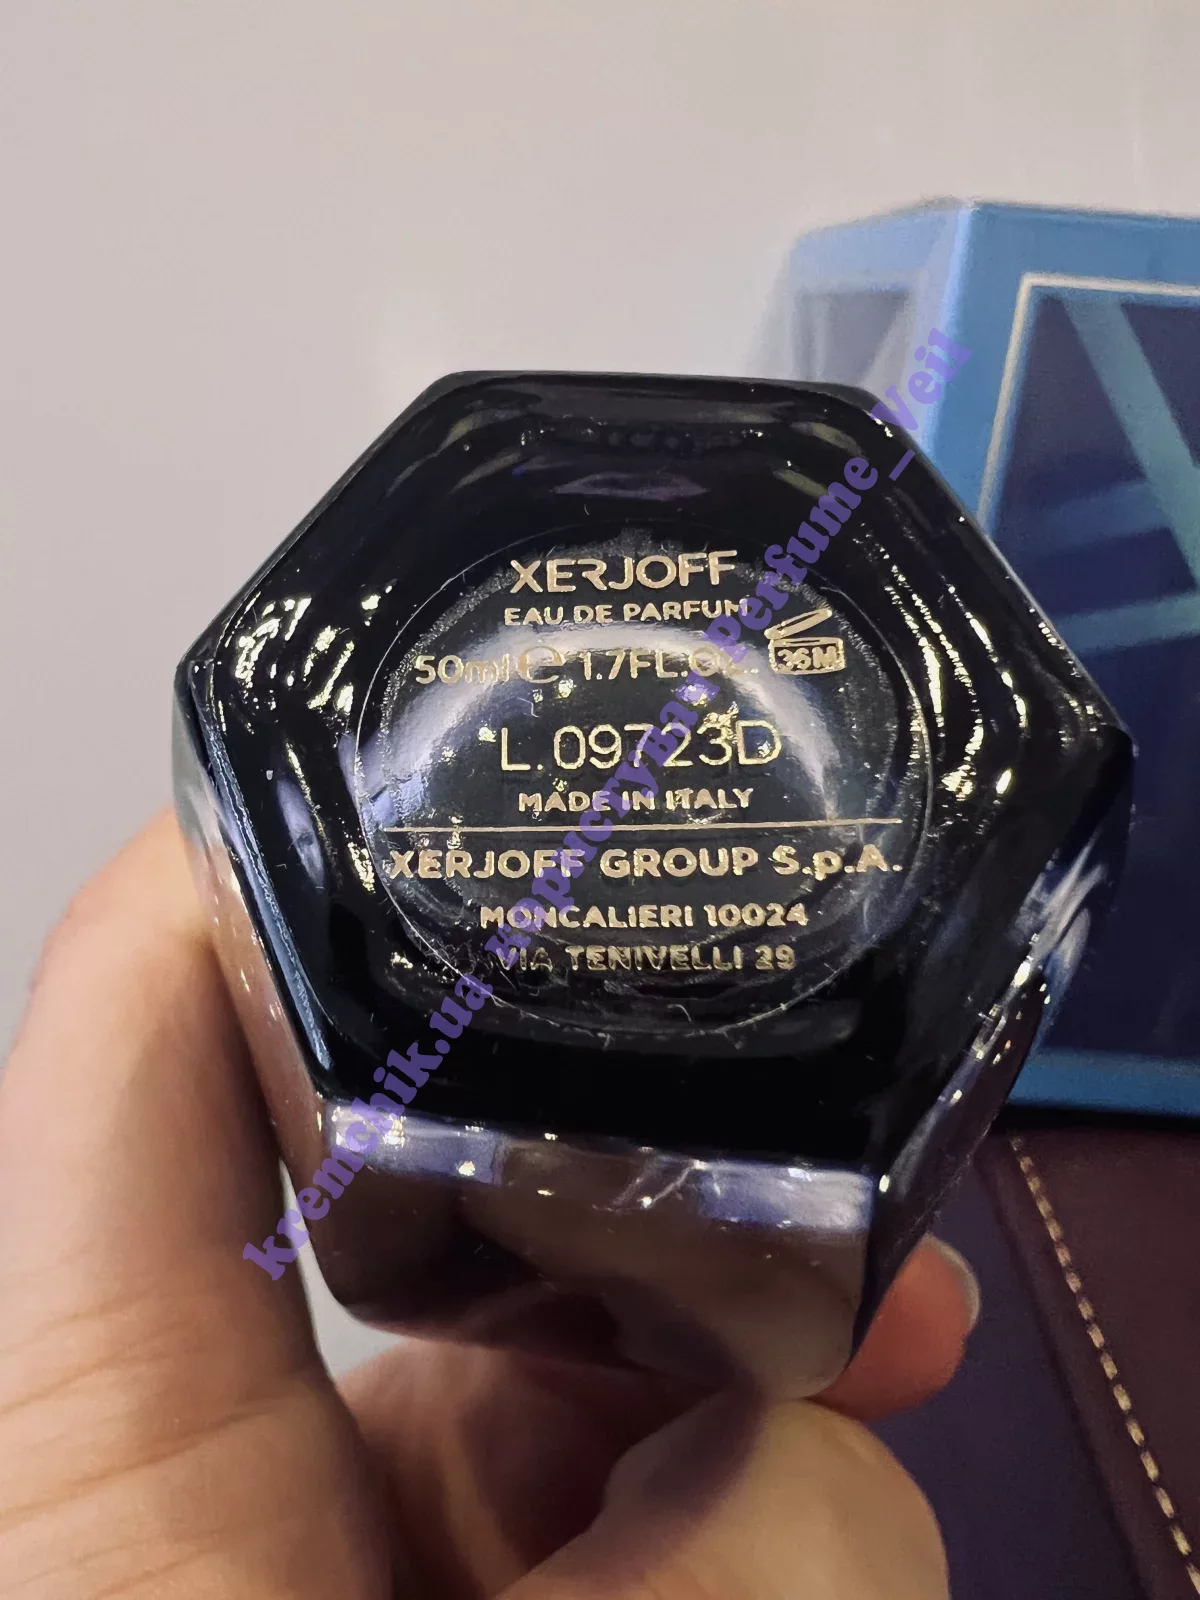 XERJOFF
EAU DE PARFUM
50ml e 1.7FL.OZ. 36M
L.09723D
MADE IN ITALY
XERJOFF GROUP S.p.A.
MONCALIERI 10024
VIA TENIVELLI 29
kremchik.ua користувач Perfume_Veil